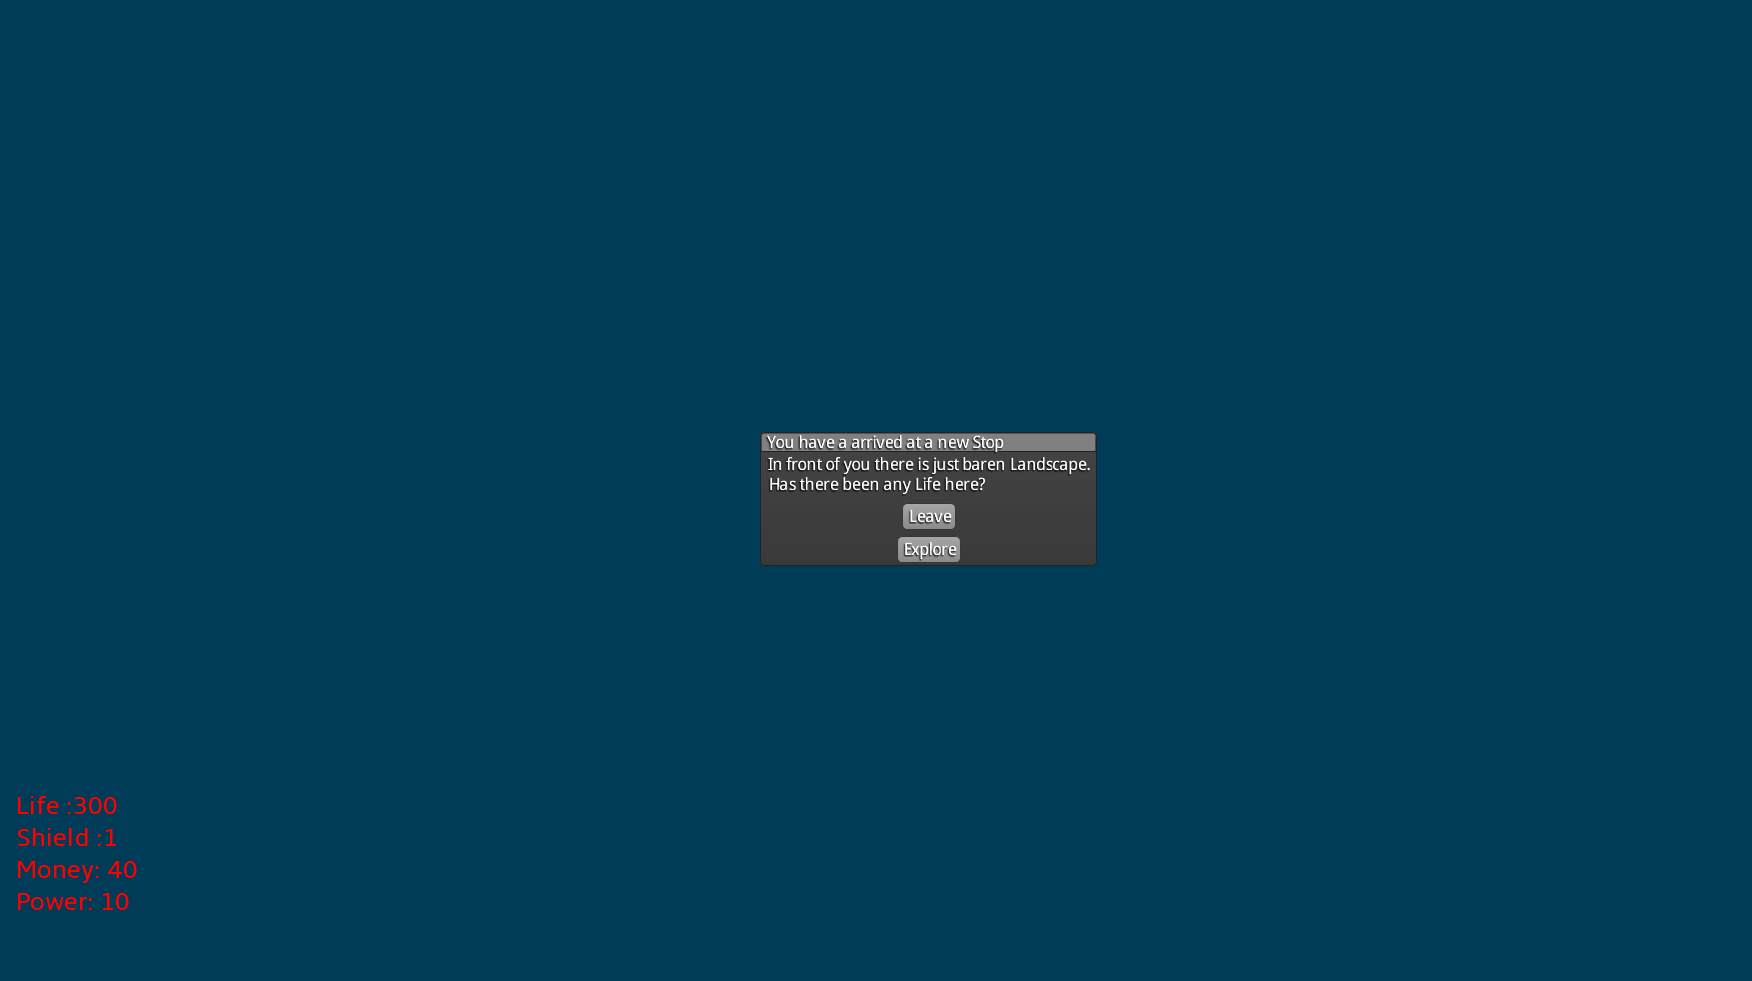 You have a arrived at a new Stop
In front of you there is just baren Landscape.
Has there been any Life here?
Leave
Explore
Life :300
Shield :1
Money: 40
Power: 10